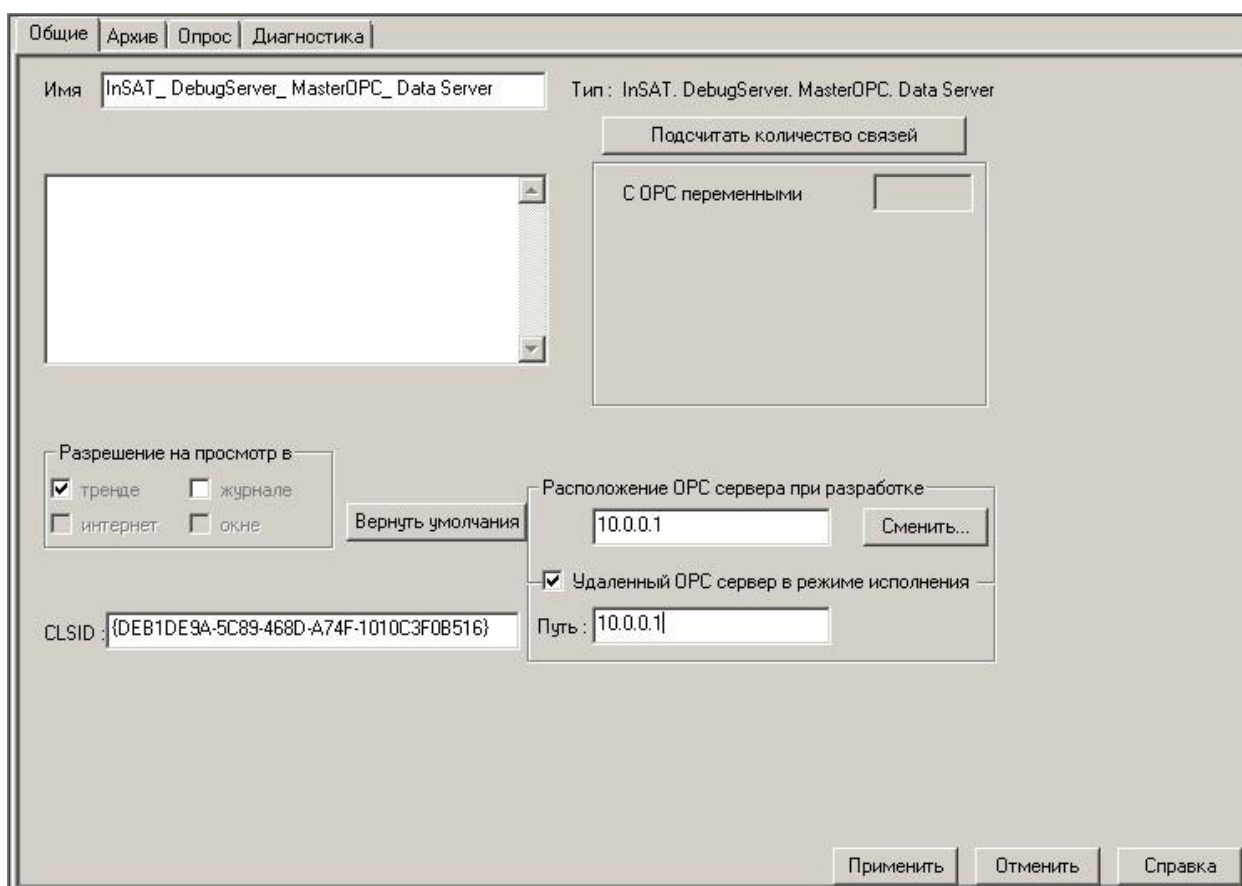 Общие Архив Опрос Диагностика
Имя InSAT_ DebugServer_ MasterOPC_ Data Server Тип : InSAT. DebugServer. MasterOPC. Data Server
Подсчитать количество связей
С OPC переменными
Разрешение на просмотр в
тренде журнале
интернет окне
Вернуть умолчания
Расположение OPC сервера при разработке
10.0.0.1 Сменить...
Удаленный OPC сервер в режиме исполнения
CLSID : {DEB1DE9A-5C89-468D-A74F-1010C3F0B516}
Путь : 10.0.0.1
Применить Отменить Справка